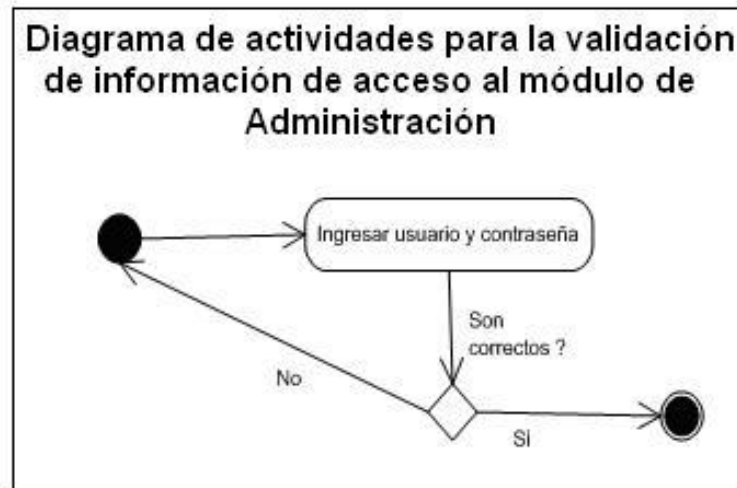 Diagrama de actividades para la validación
de información de acceso al módulo de
Administración
Ingresar usuario y contraseña
Son
correctos ?
No
Si